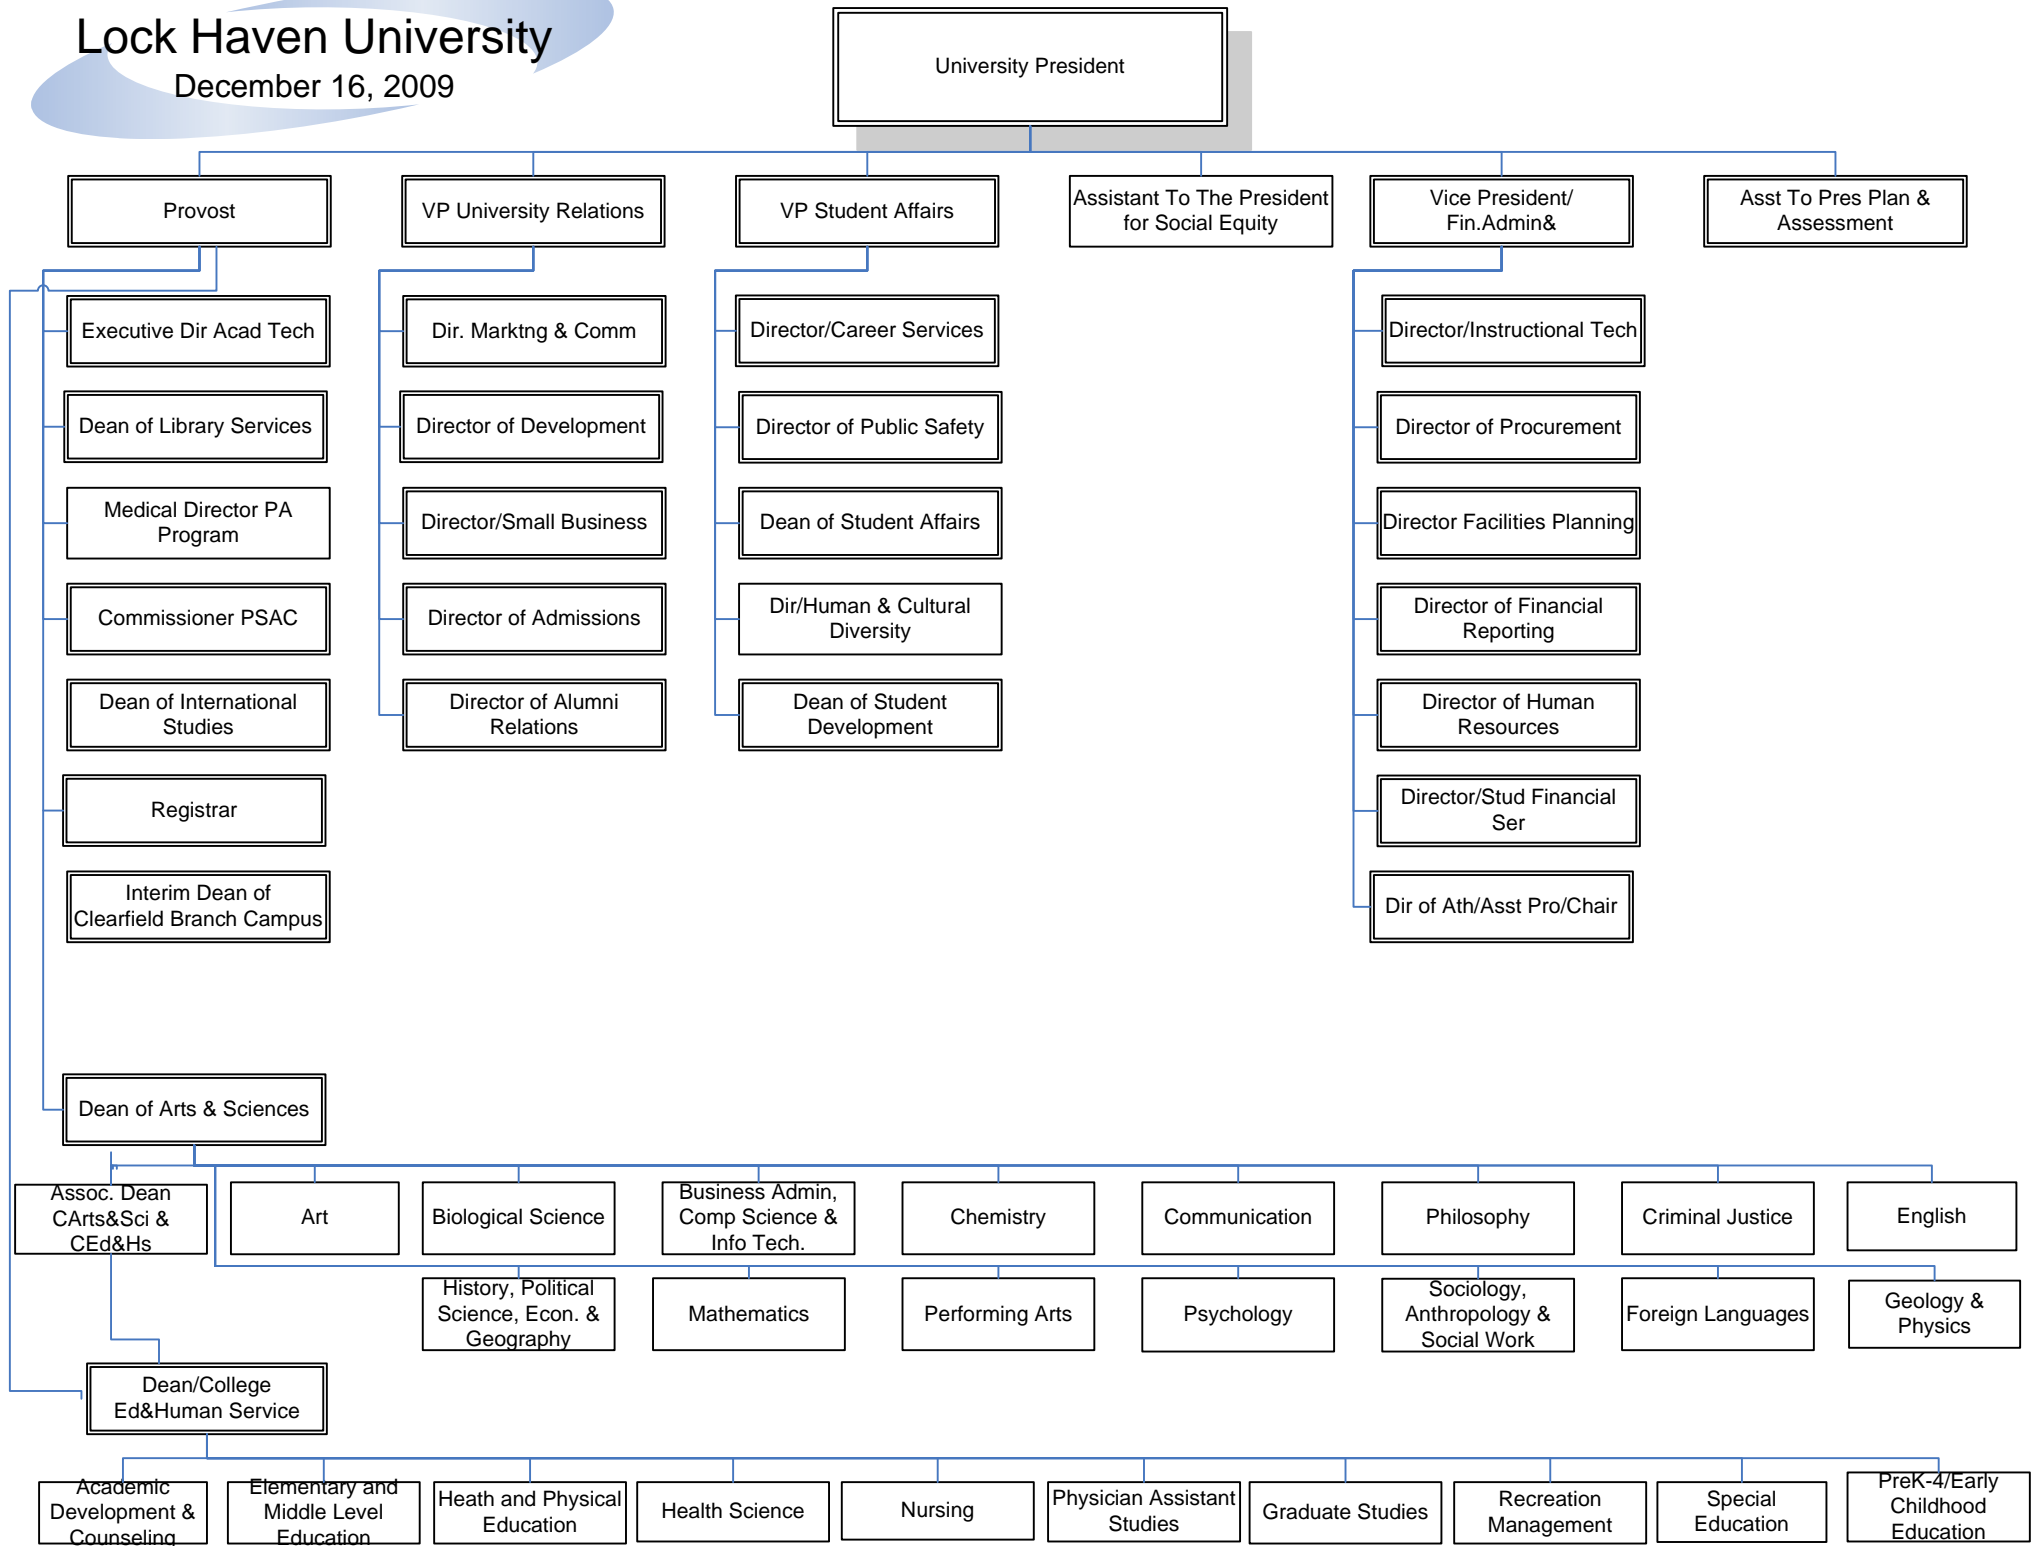 Lock Haven University
December 16, 2009
University President
Provost
VP University Relations
VP Student Affairs
Assistant To The President
for Social Equity
Vice President/
Fin.Admin&
Asst To Pres Plan &
Assessment
Executive Dir Acad Tech
Dir. Marktng & Comm
Director/Career Services
Director/Instructional Tech
Dean of Library Services
Director of Development
Director of Public Safety
Director of Procurement
Medical Director PA
Program
Director/Small Business
Dean of Student Affairs
Director Facilities Planning
Commissioner PSAC
Director of Admissions
Dir/Human & Cultural
Diversity
Director of Financial
Reporting
Dean of International
Studies
Director of Alumni
Relations
Dean of Student
Development
Director of Human
Resources
Registrar
Director/Stud Financial
Ser
Interim Dean of
Clearfield Branch Campus
Dir of Ath/Asst Pro/Chair
Dean of Arts & Sciences
Assoc. Dean
CArts&Sci &
CEd&Hs
Art
Biological Science
Business Admin,
Comp Science &
Info Tech.
Chemistry
Communication
Philosophy
Criminal Justice
English
History, Political
Science, Econ. &
Geography
Mathematics
Performing Arts
Psychology
Sociology,
Anthropology &
Social Work
Foreign Languages
Geology &
Physics
Dean/College
Ed&Human Service
Academic
Development &
Counseling
Elementary and
Middle Level
Education
Heath and Physical
Education
Health Science
Nursing
Physician Assistant
Studies
Graduate Studies
Recreation
Management
Special
Education
PreK-4/Early
Childhood
Education